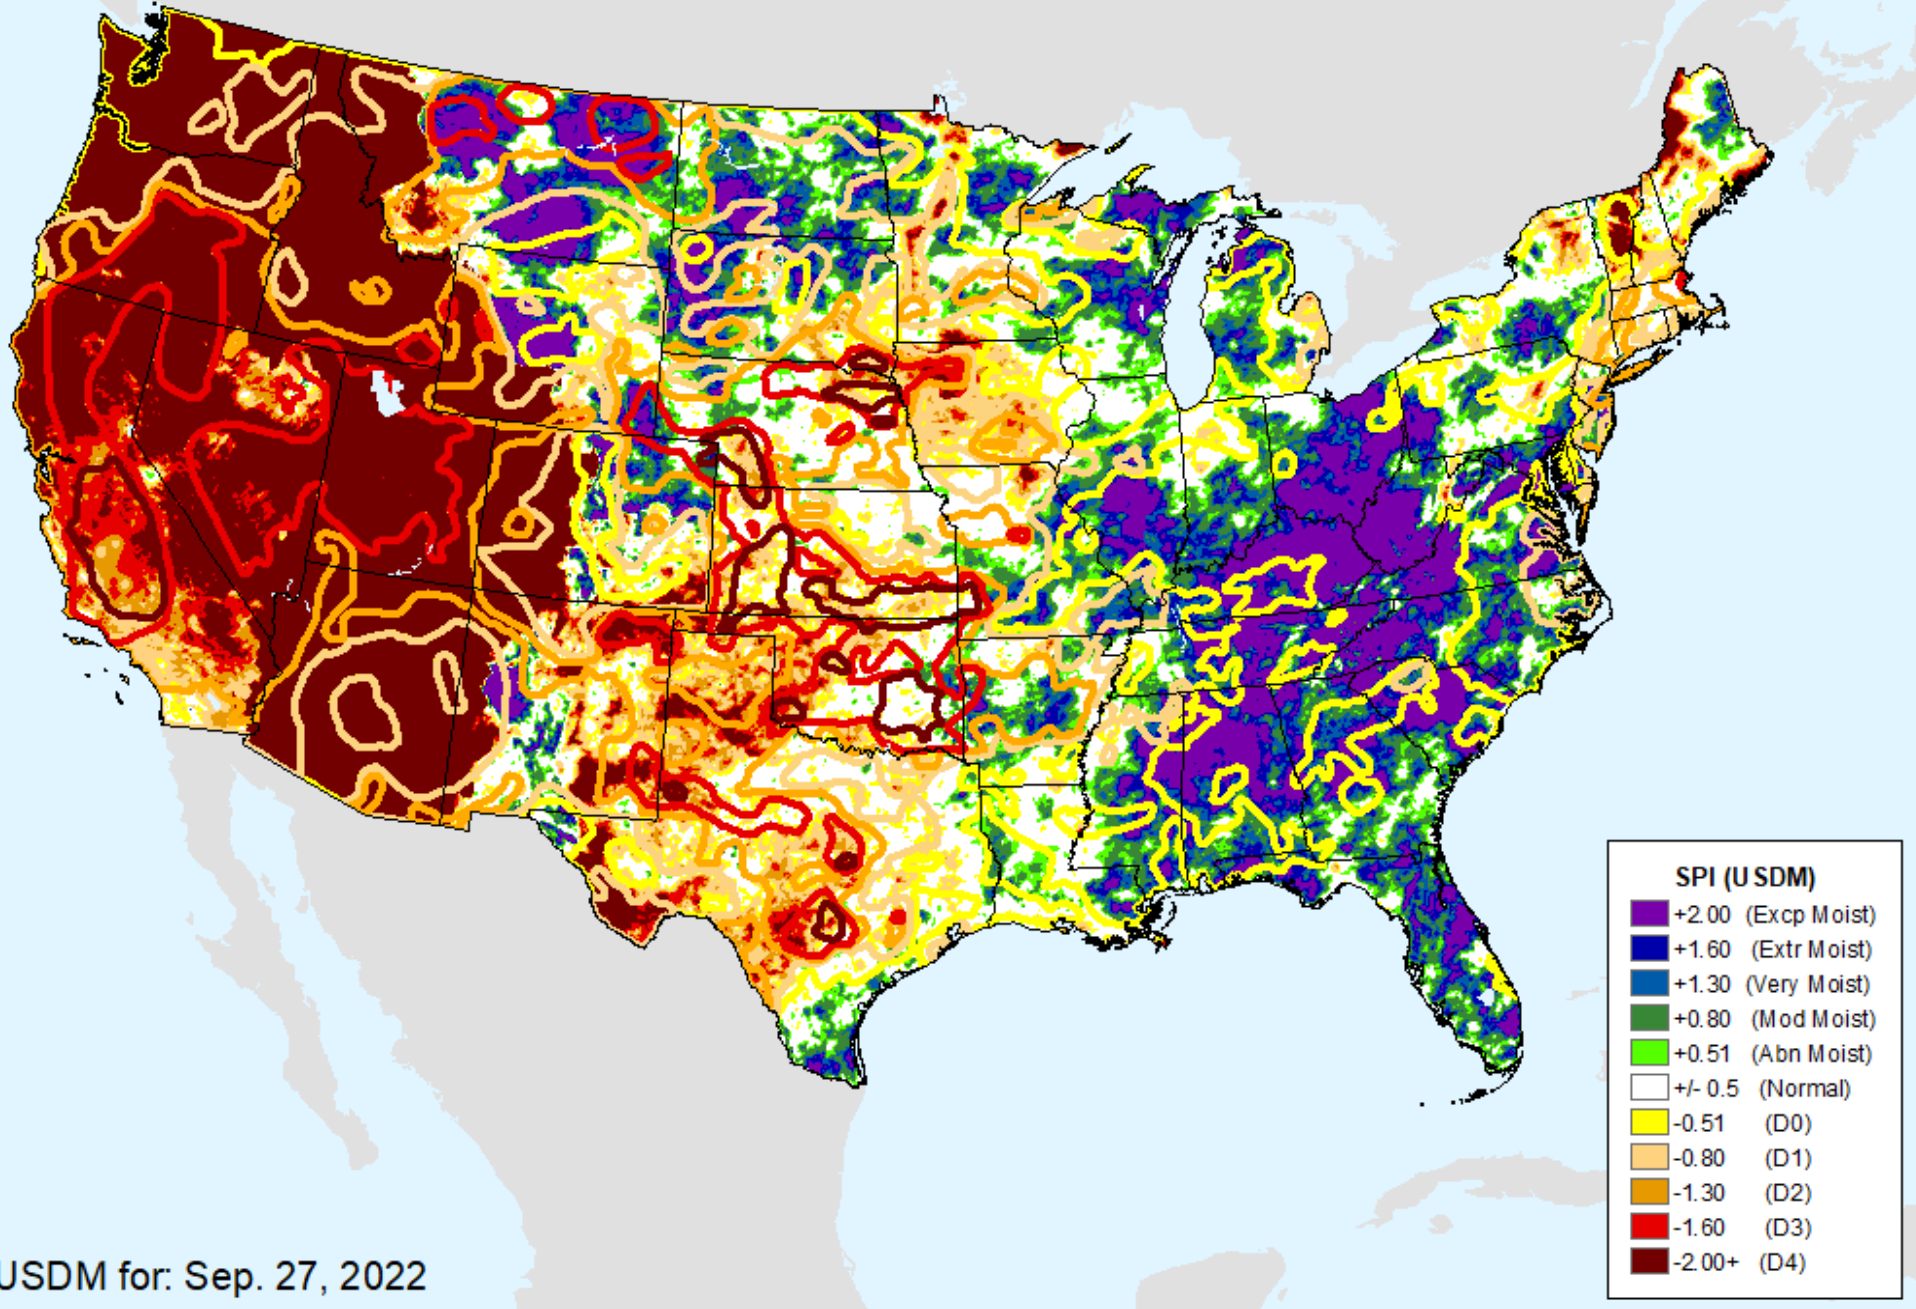 SPI (USDM)
+2.00 (Excp Moist)
+1.60 (Extr Moist)
+1.30 (Very Moist)
+0.80 (Mod Moist)
+0.51 (Abn Moist)
+/- 0.5 (Normal)
-0.51 (D0)
-0.80 (D1)
-1.30 (D2)
-1.60 (D3)
-2.00+ (D4)
USDM for: Sep. 27, 2022